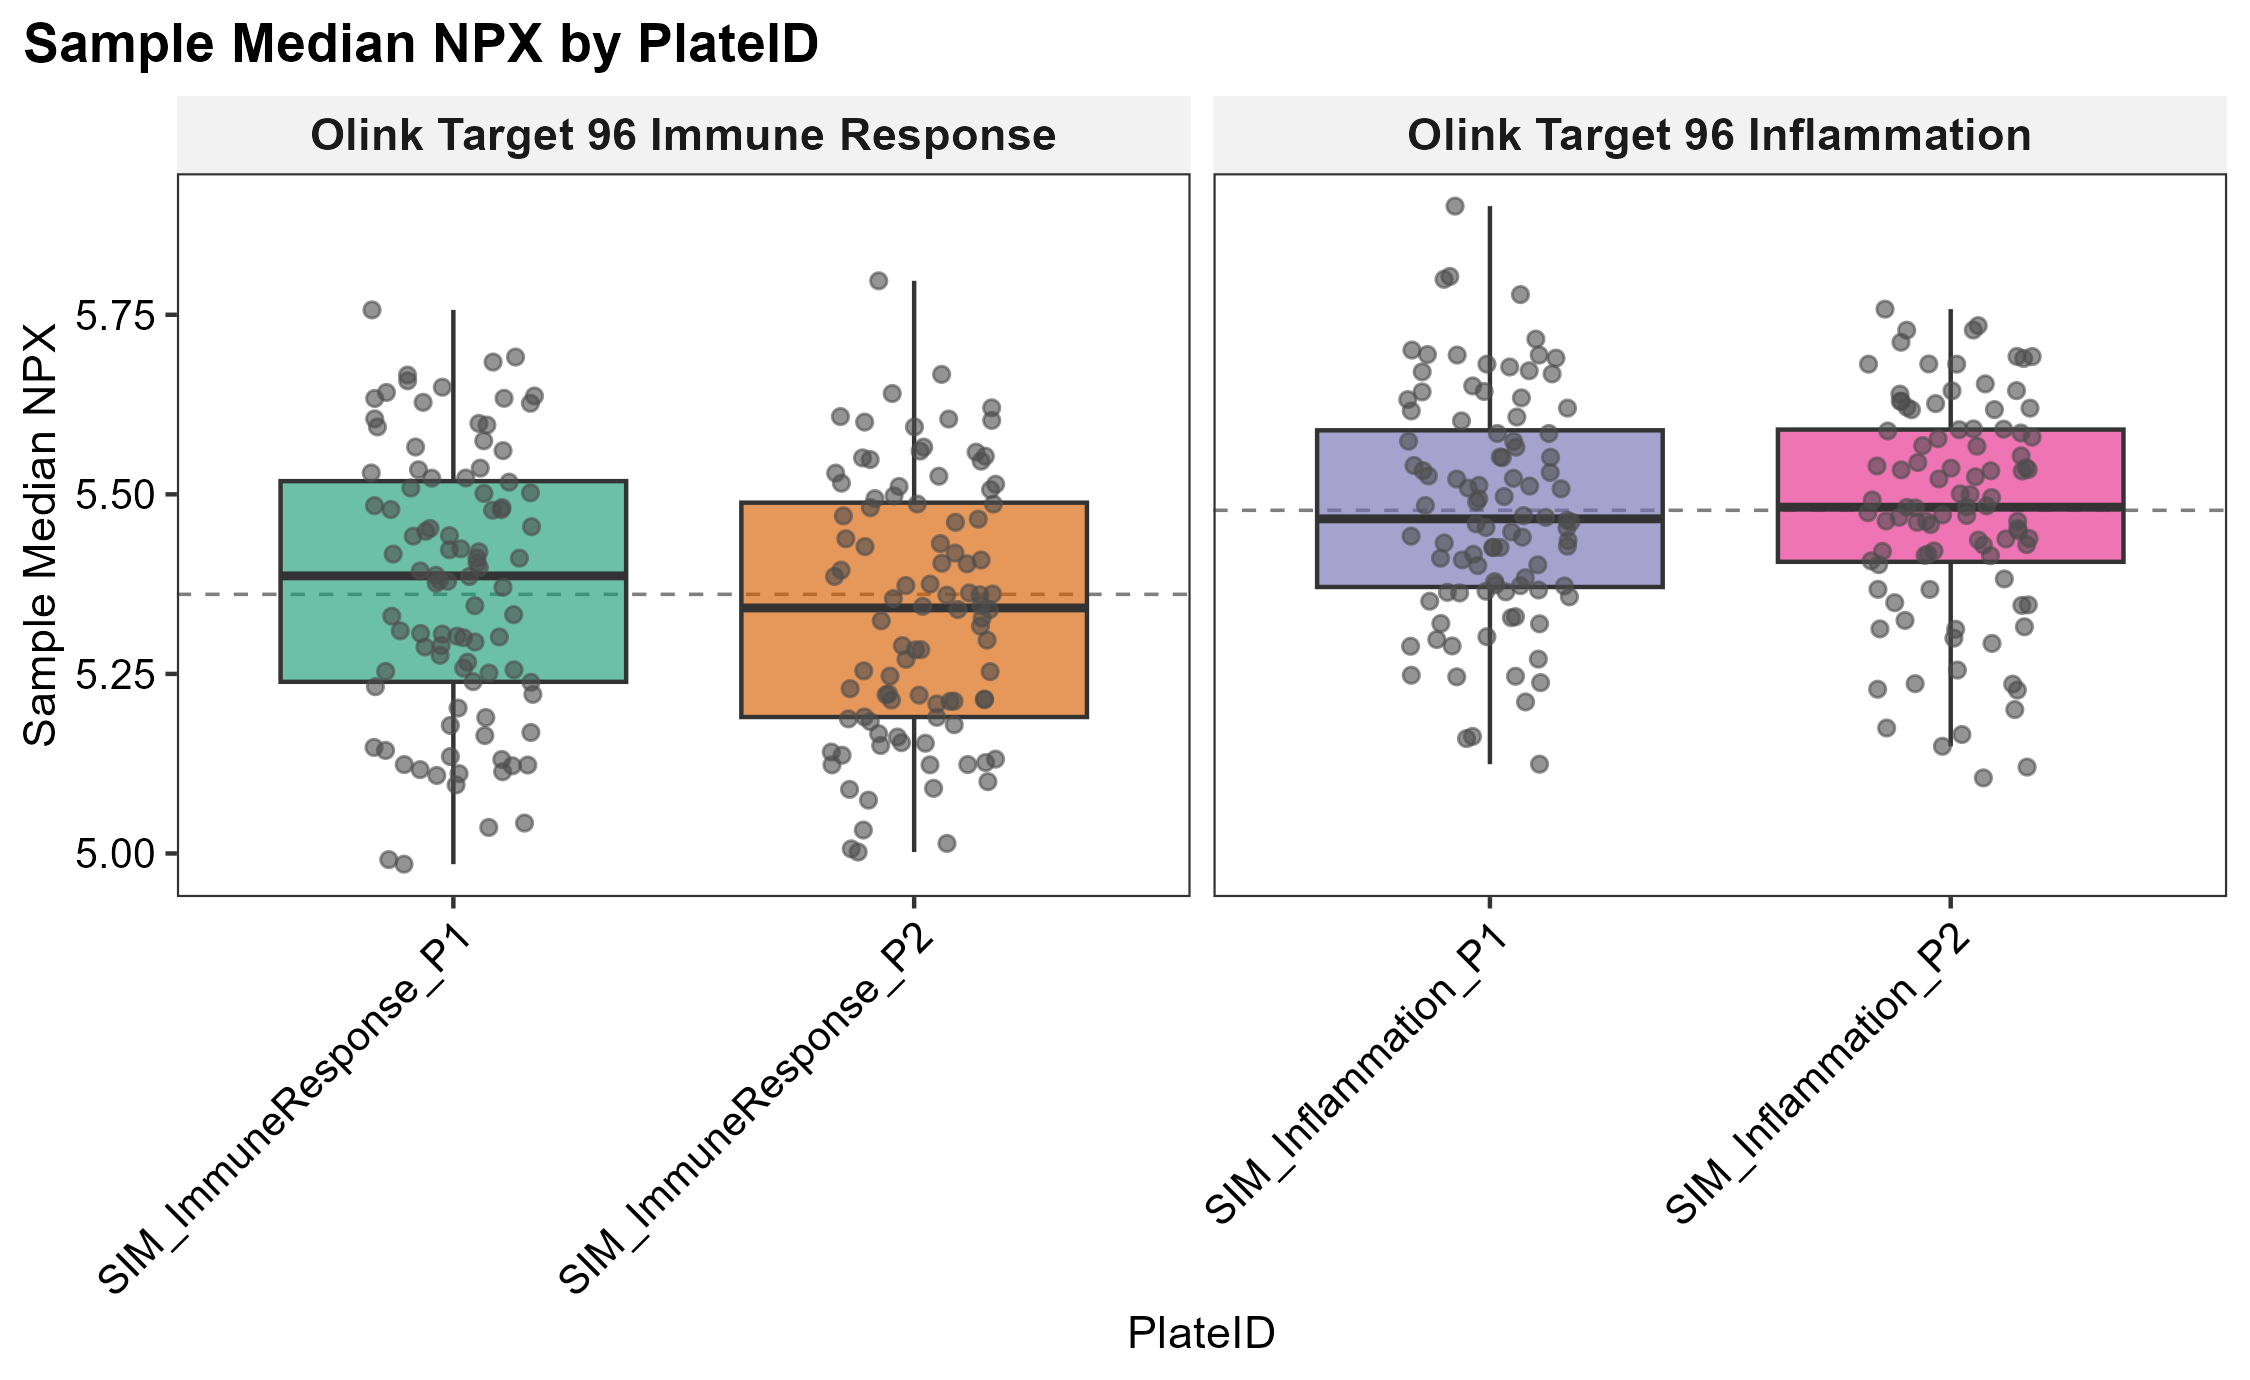 Sample Median NPX by PlateID
Olink Target 96 Immune Response
Olink Target 96 Inflammation
Sample Median NPX
5.75
5.50
5.25
5.00
SIM_ImmuneResponse_P1
SIM_ImmuneResponse_P2
SIM_Inflammation_P1
SIM_Inflammation_P2
PlateID